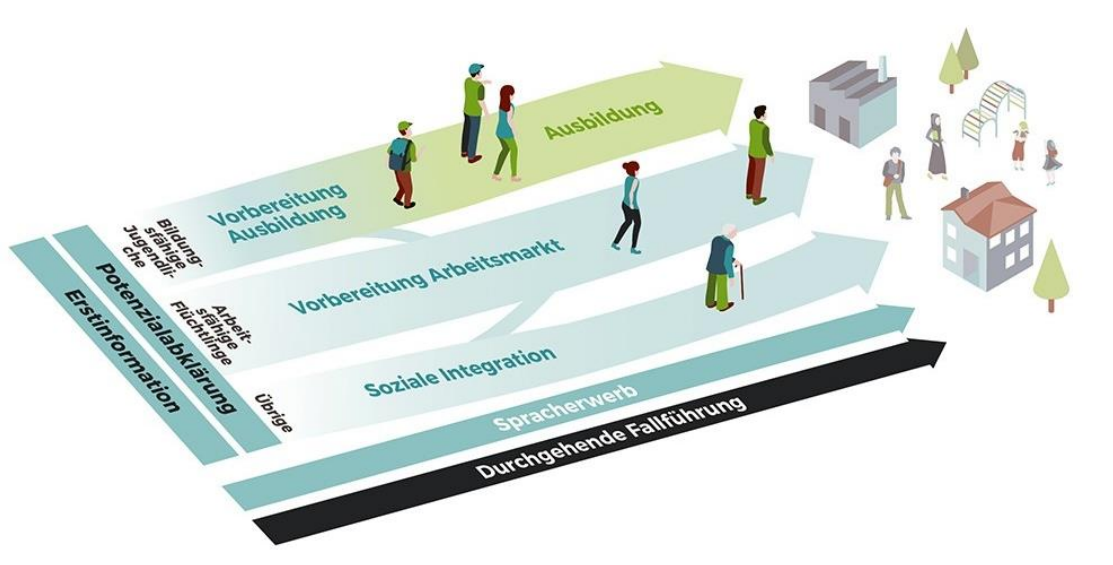 Erstinformation
Potenzialabklärung
Bildung-
sfähige
Jugendli-
che
Vorbereitung
Ausbildung
Ausbildung
Arbeit-
sfähige
Flüchtlinge
Vorbereitung Arbeitsmarkt
Übrige
Soziale Integration
Spracherwerb
Durchgehende Fallführung